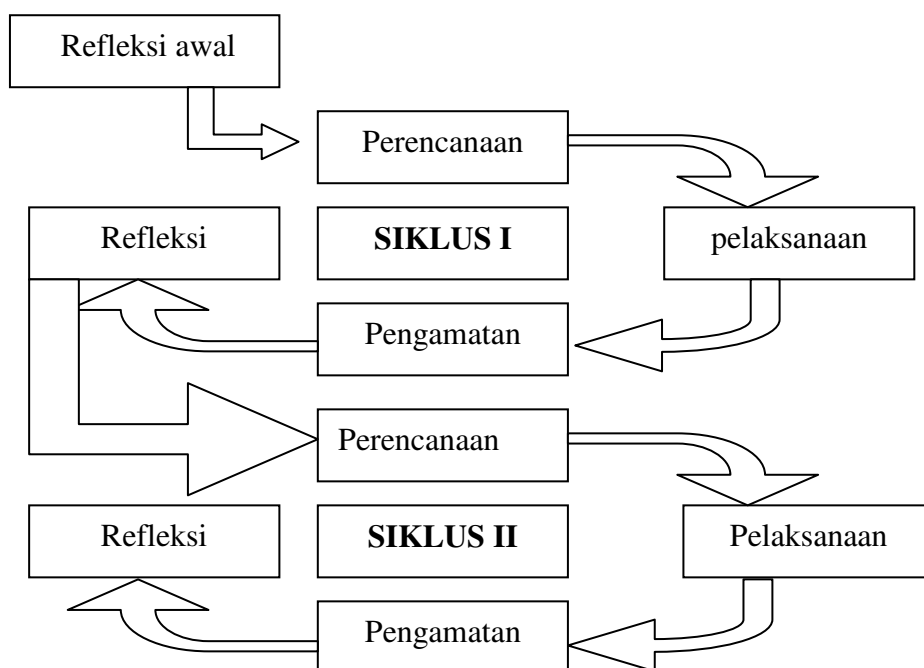 Refleksi awal
Perencanaan
Refleksi
SIKLUS I
pelaksanaan
Pengamatan
Perencanaan
Refleksi
SIKLUS II
Pelaksanaan
Pengamatan